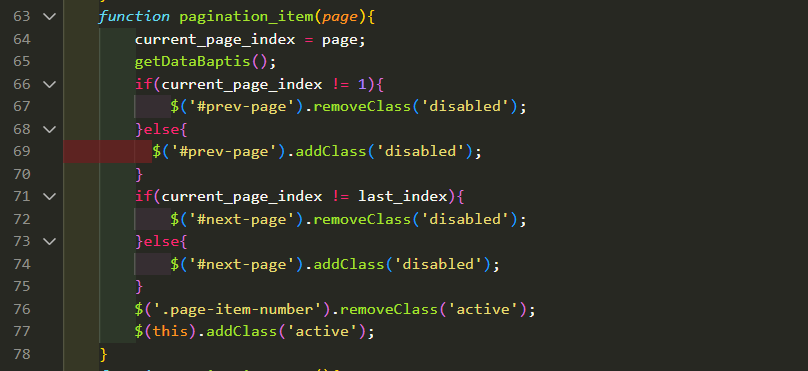 63 function pagination_item(page){
64 current_page_index = page;
65 getDataBaptis();
66 if(current_page_index != 1){
67 $('#prev-page').removeClass('disabled');
68 }else{
69 $('#prev-page').addClass('disabled');
70 }
71 if(current_page_index != last_index){
72 $('#next-page').removeClass('disabled');
73 }else{
74 $('#next-page').addClass('disabled');
75 }
76 $('.page-item-number').removeClass('active');
77 $(this).addClass('active');
78 }